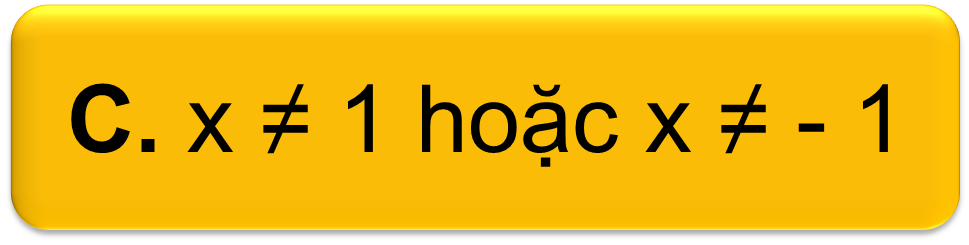 C. x ≠ 1 hoặc x ≠ - 1